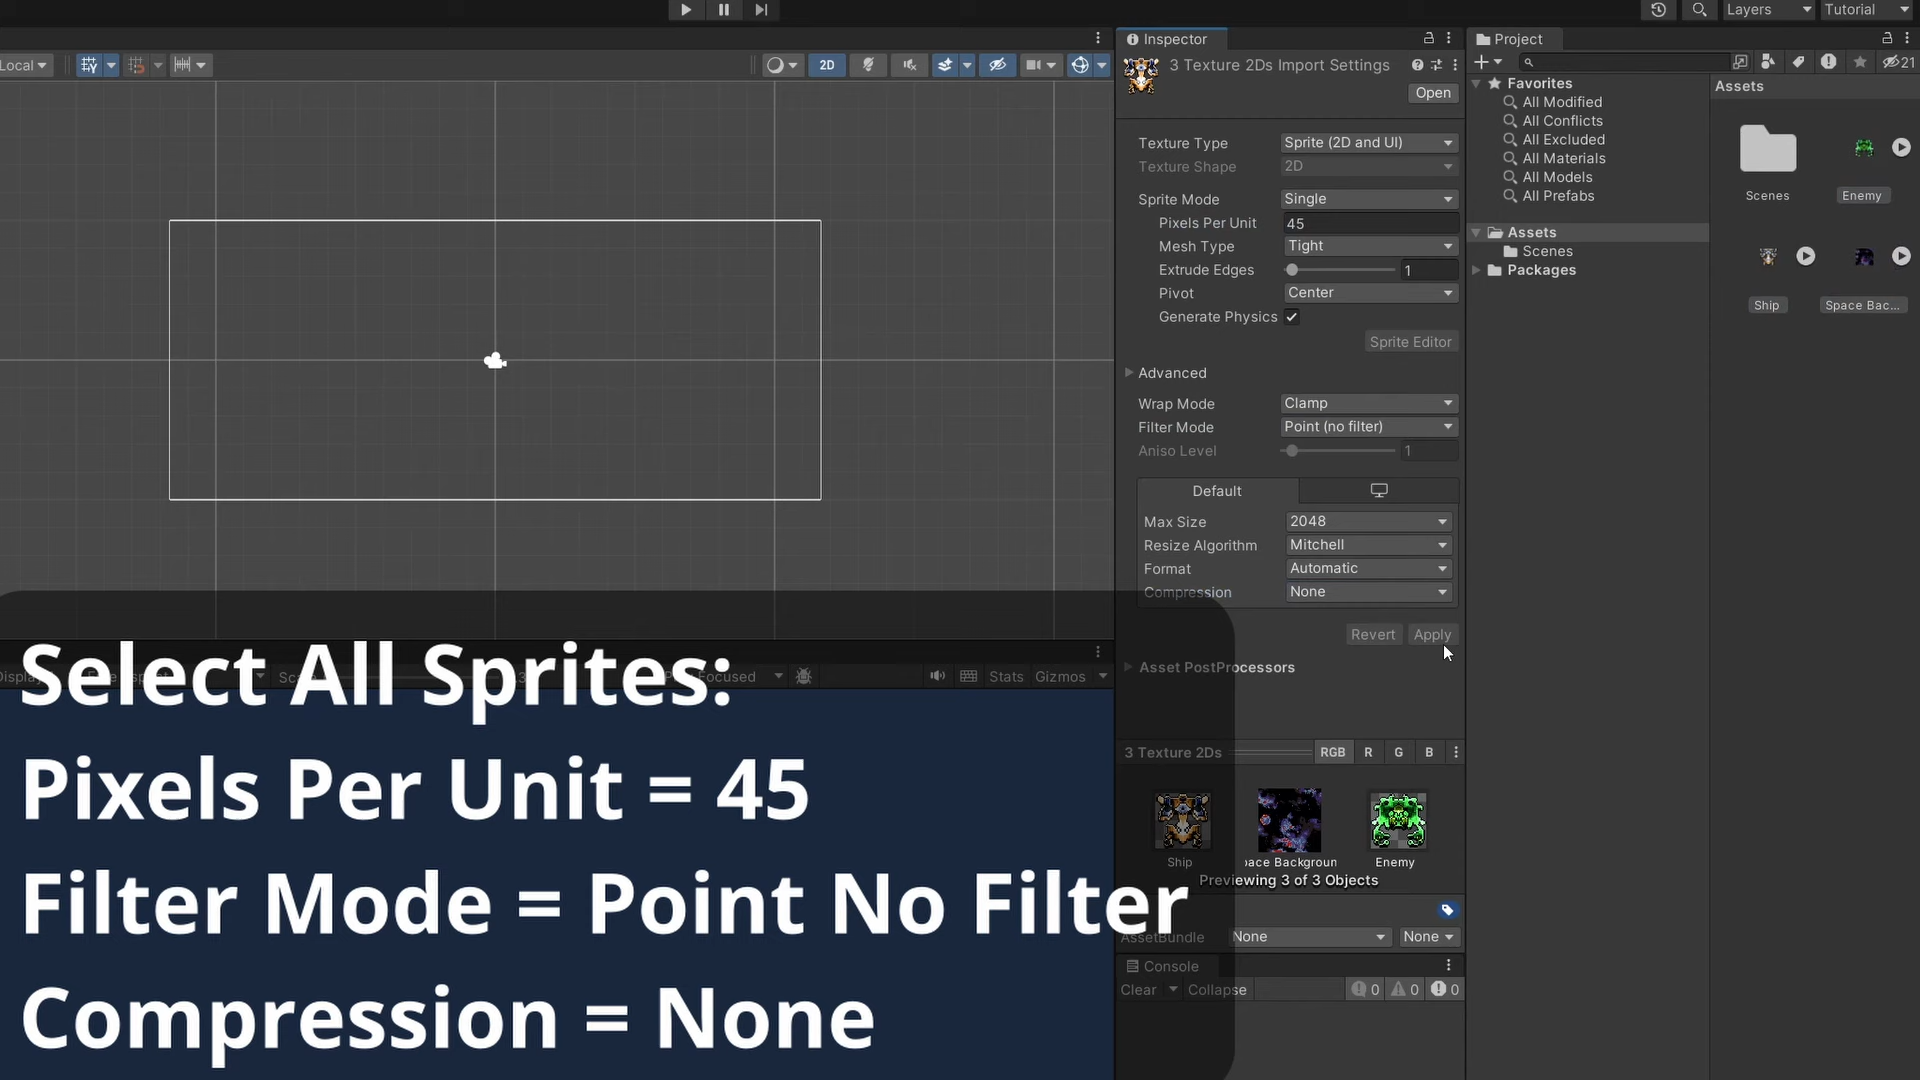 Layers
Tutorial
Local
2D
Inspector
3 Texture 2Ds Import Settings
Open
Texture Type
Sprite (2D and UI)
Texture Shape
2D
Sprite Mode
Single
Pixels Per Unit
45
Mesh Type
Tight
Extrude Edges
1
Pivot
Center
Generate Physics
Sprite Editor
Advanced
Wrap Mode
Clamp
Filter Mode
Point (no filter)
Aniso Level
1
Default
Max Size
2048
Resize Algorithm
Mitchell
Format
Automatic
Compression
None
Revert
Apply
Asset PostProcessors
3 Texture 2Ds
RGB
R
G
B
Ship
pace Backgroun
Enemy
Previewing 3 of 3 Objects
AssetBundle
None
None
Console
Clear
Collapse
0
0
0
Project
21
Favorites
All Modified
All Conflicts
All Excluded
All Materials
All Models
All Prefabs
Assets
Scenes
Packages
Assets
Scenes
Enemy
Ship
Space Bac...
Stats
Gizmos
Select All Sprites:
Pixels Per Unit = 45
Filter Mode = Point No Filter
Compression = None